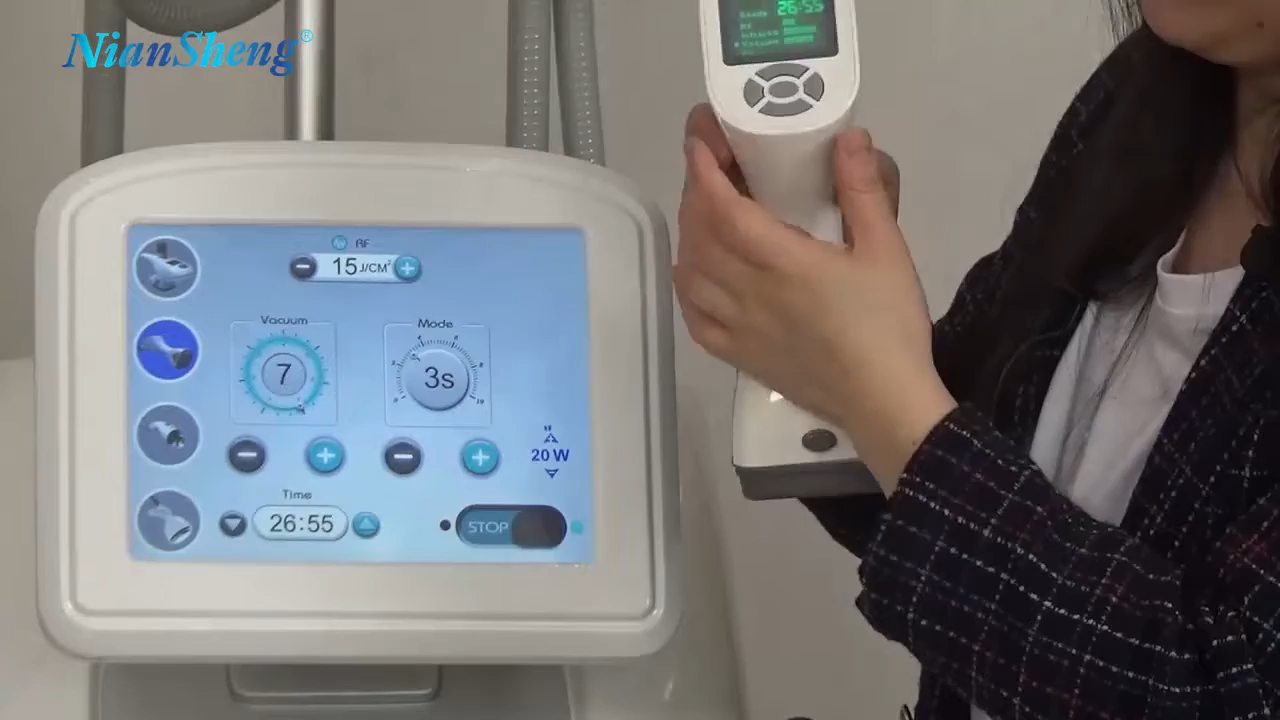 NianSheng®
26:55
RF
15 J/CM²
Vacuum
Mode
7
3s
20 W
Time
26:55
STOP